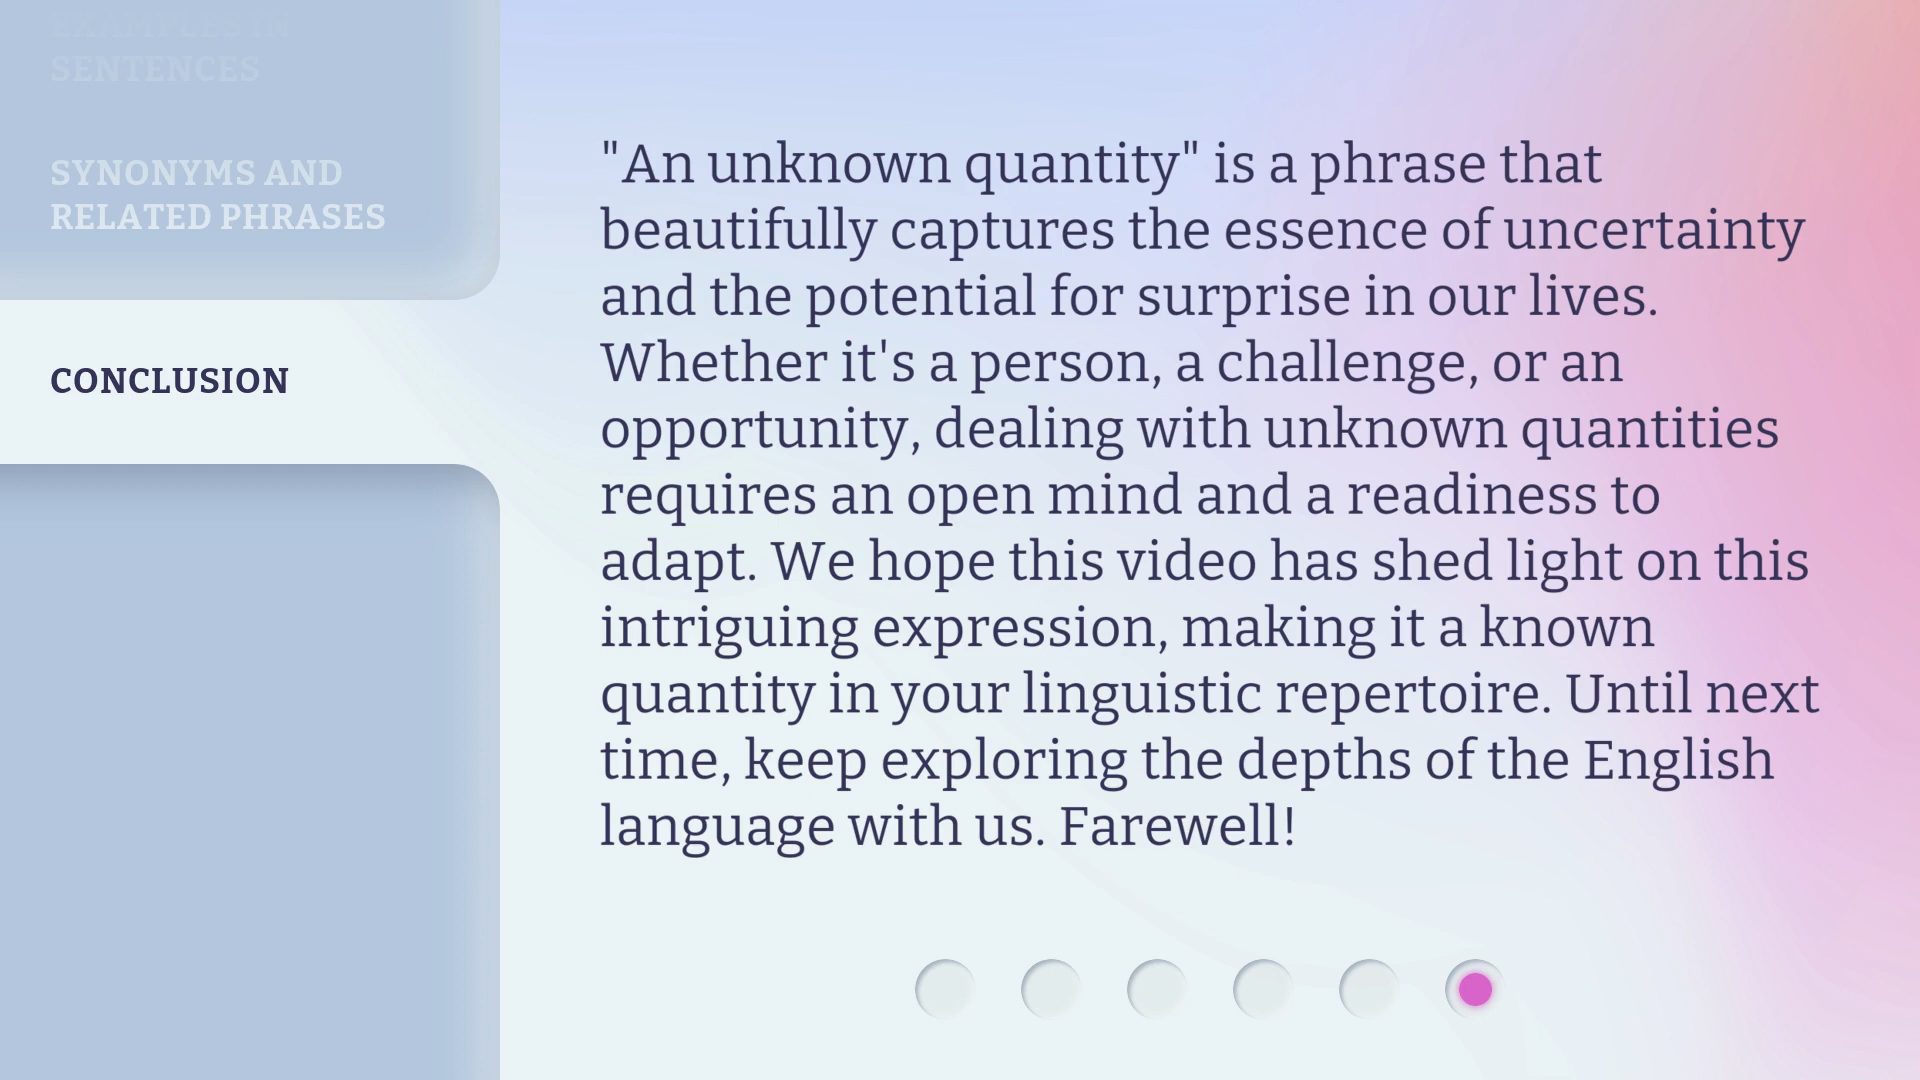 EXAMPLES IN
SENTENCES
SYNONYMS AND
RELATED PHRASES
CONCLUSION
"An unknown quantity" is a phrase that
beautifully captures the essence of uncertainty
and the potential for surprise in our lives.
Whether it's a person, a challenge, or an
opportunity, dealing with unknown quantities
requires an open mind and a readiness to
adapt. We hope this video has shed light on this
intriguing expression, making it a known
quantity in your linguistic repertoire. Until next
time, keep exploring the depths of the English
language with us. Farewell!